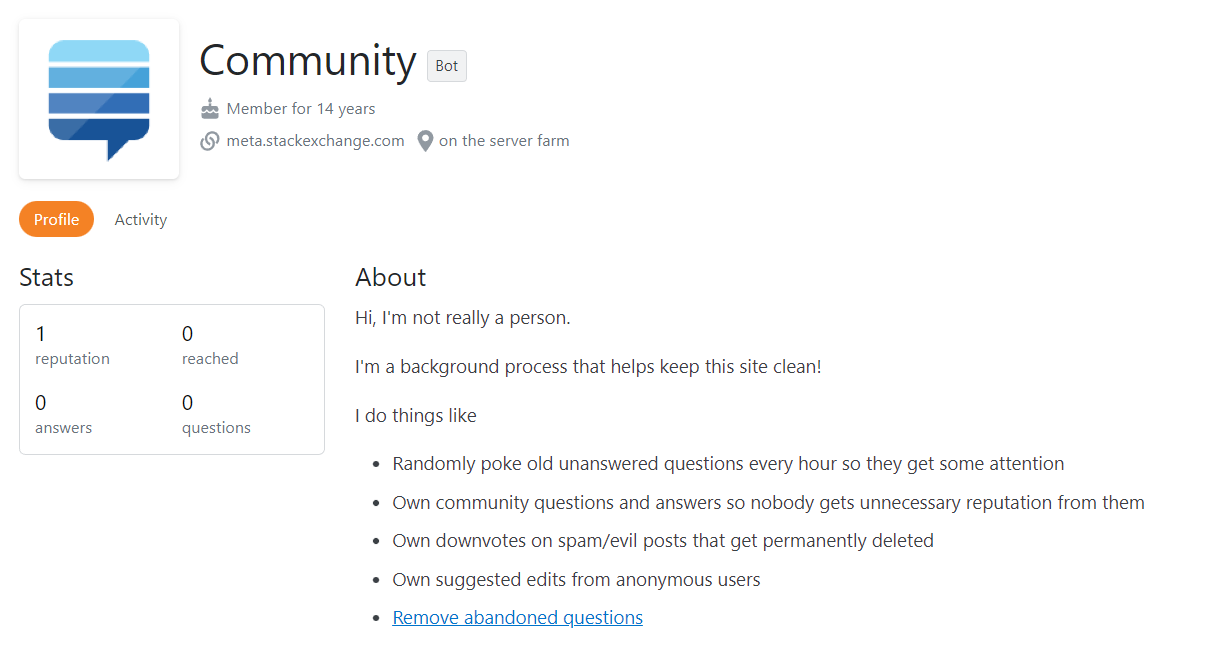 Community Bot
Member for 14 years
meta.stackexchange.com on the server farm
Profile Activity
Stats
1 0
reputation reached
0 0
answers questions
About
Hi, I'm not really a person.
I'm a background process that helps keep this site clean!
I do things like
• Randomly poke old unanswered questions every hour so they get some attention
• Own community questions and answers so nobody gets unnecessary reputation from them
• Own downvotes on spam/evil posts that get permanently deleted
• Own suggested edits from anonymous users
• Remove abandoned questions